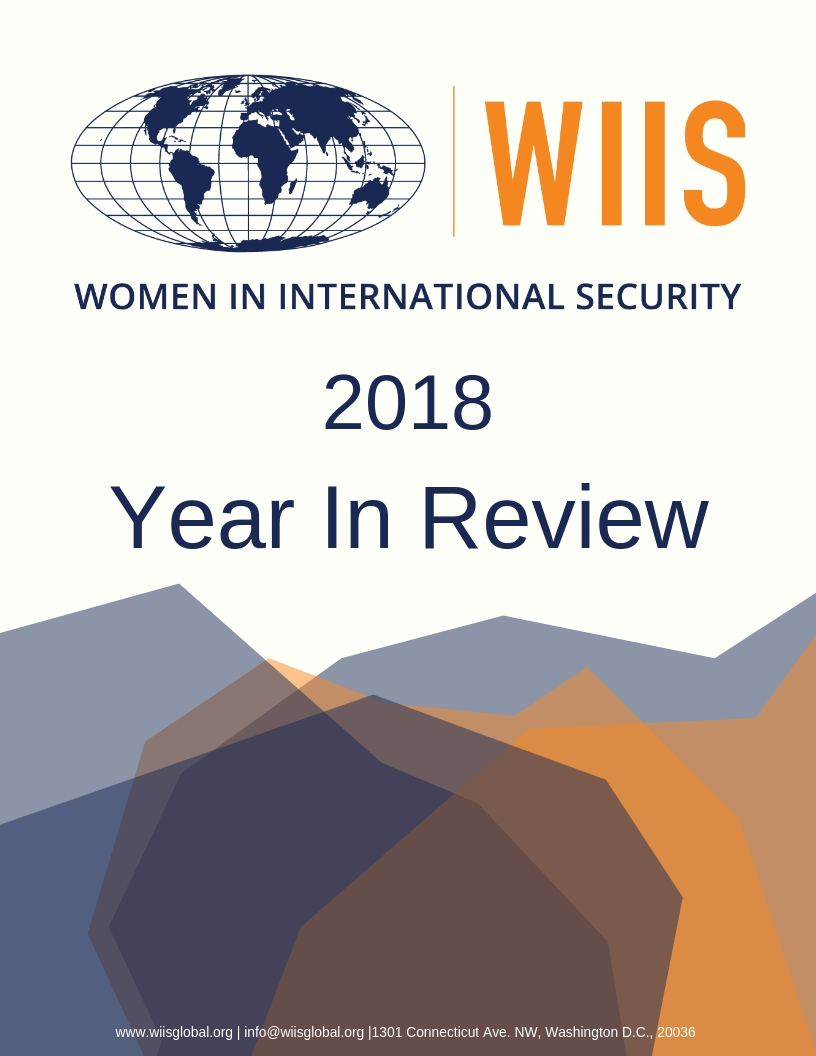 WIIS
WOMEN IN INTERNATIONAL SECURITY
2018
Year In Review
www.wiisglobal.org | info@wiisglobal.org |1301 Connecticut Ave. NW, Washington D.C., 20036